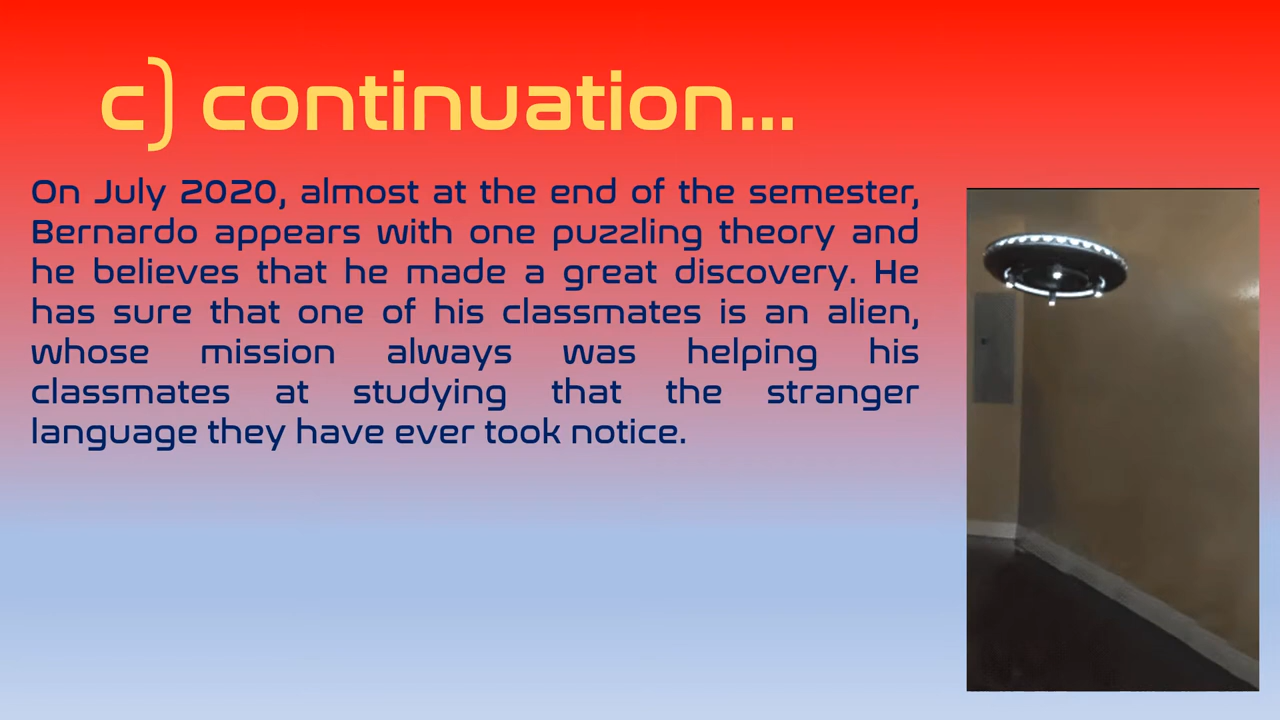 c) continuation...
On July 2020, almost at the end of the semester,
Bernardo appears with one puzzling theory and
he believes that he made a great discovery. He
has sure that one of his classmates is an alien,
whose mission always was helping his
classmates at studying that the stranger
language they have ever took notice.